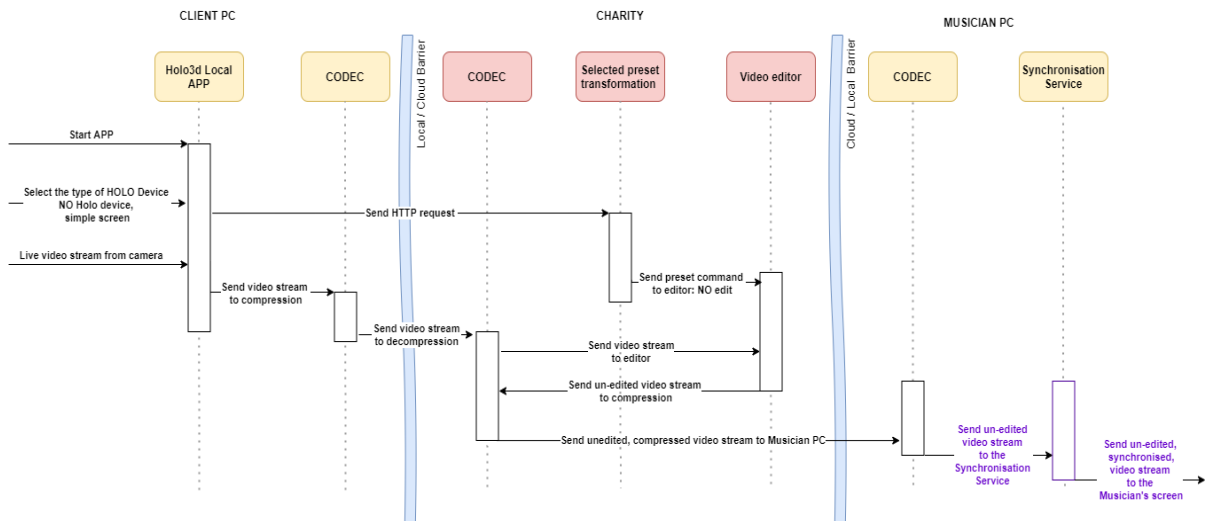 CLIENT PC
CHARITY
MUSICIAN PC
Holo3d Local
APP
CODEC
Local / Cloud Barrier
CODEC
Selected preset
transformation
Video editor
Cloud / Local Barrier
CODEC
Synchronisation
Service
Start APP
Select the type of HOLO Device
NO Holo device,
simple screen
Send HTTP request
Live video stream from camera
Send preset command
to editor: NO edit
Send video stream
to compression
Send video stream
to decompression
Send video stream
to editor
Send un-edited video stream
to compression
Send unedited, compressed video stream to Musician PC
Send un-edited
video stream
to the
Synchronisation
Service
Send un-edited,
synchronised,
video stream
to the
Musician's screen